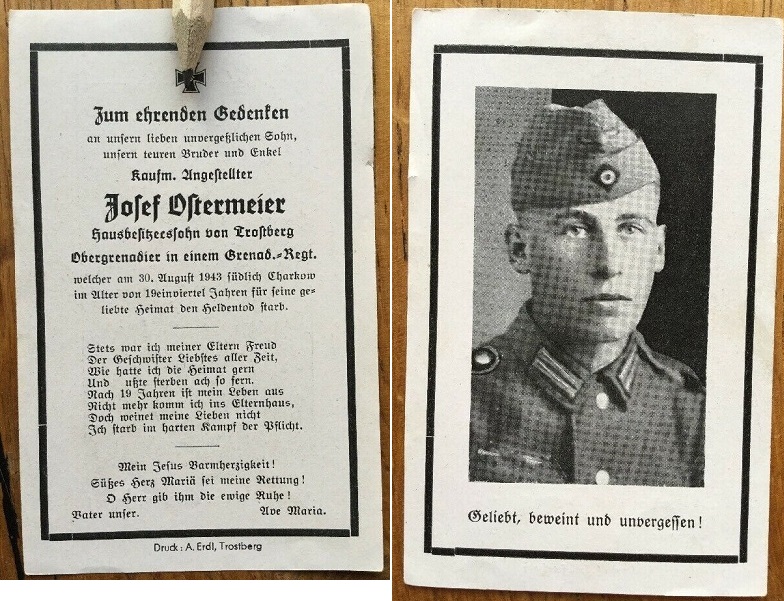 Zum ehrenden Gedenken
an unsern lieben unvergeßlichen Sohn,
unsern teuren Bruder und Enkel
Kaufm. Angestellter
Josef Ostermeier
Hausbesitzerssohn von Trostberg
Obergrenadier in einem Grenad.-Regt.
welcher am 30. August 1943 südlich Charkow
im Alter von 19einviertel Jahren für seine ge-
liebte Heimat den Heldentod starb.
Stets war ich meiner Eltern Freud
Der Geschwister Liebstes aller Zeit,
Wie hatte ich die Heimat gern
Und ußte sterben ach so fern.
Nach 19 Jahren ist mein Leben aus
Nicht mehr komm ich ins Elternhaus,
Doch weinet meine Lieben nicht
Ich starb im harten Kampf der Pflicht.
Mein Jesus Barmherzigkeit!
Süßes Herz Mariä sei meine Rettung!
O Herr gib ihm die ewige Ruhe!
Vater unser. Ave Maria.
Druck: A. Erdl, Trostberg
Geliebt, beweint und unvergessen!